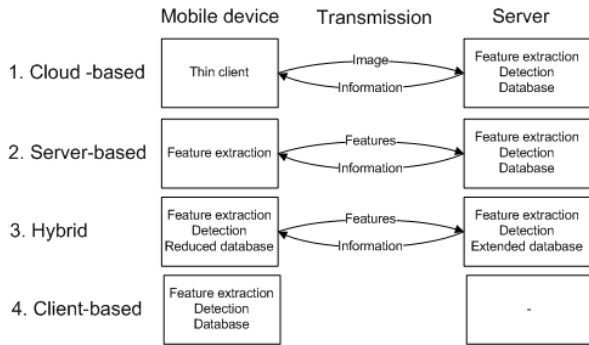 Mobile device Transmission Server
1. Cloud -based
Thin client
Image
Information
Feature extraction
Detection
Database
2. Server-based
Feature extraction
Features
Information
Feature extraction
Detection
Database
3. Hybrid
Feature extraction
Detection
Reduced database
Features
Information
Feature extraction
Detection
Extended database
4. Client-based
Feature extraction
Detection
Database
-